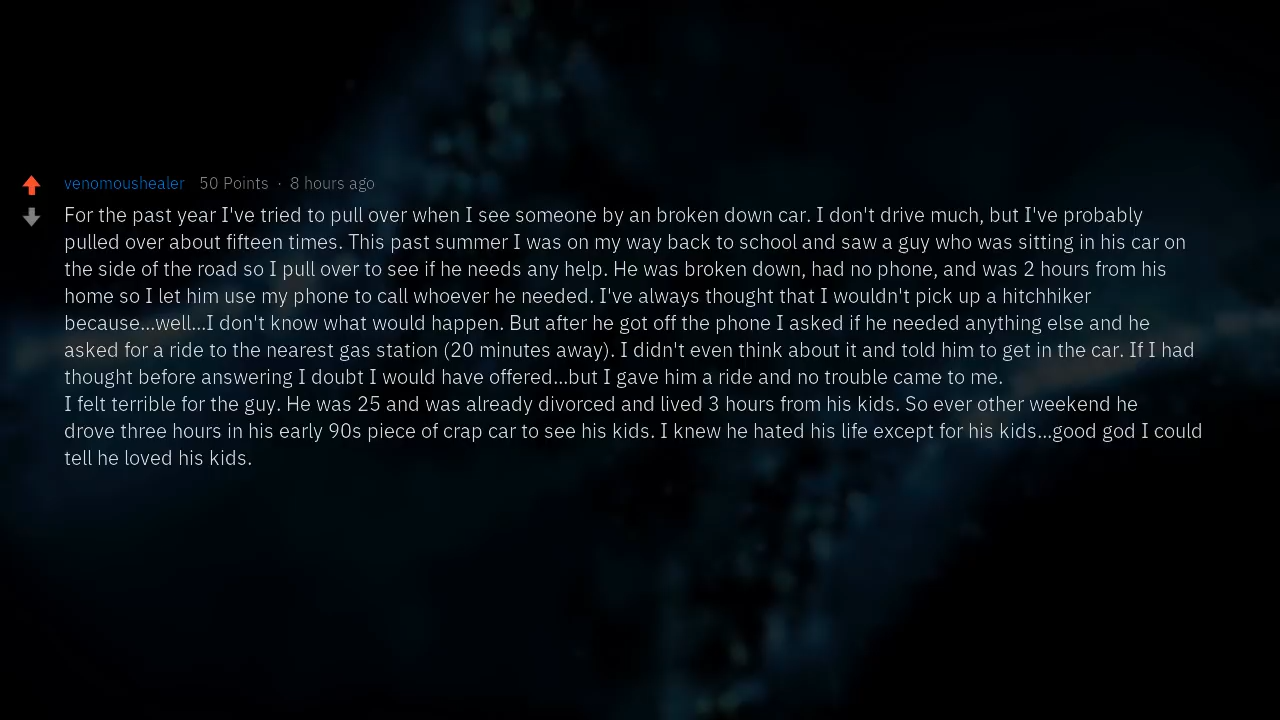 venomoushealer 50 Points · 8 hours ago
For the past year I've tried to pull over when I see someone by an broken down car. I don't drive much, but I've probably
pulled over about fifteen times. This past summer I was on my way back to school and saw a guy who was sitting in his car on
the side of the road so I pull over to see if he needs any help. He was broken down, had no phone, and was 2 hours from his
home so I let him use my phone to call whoever he needed. I've always thought that I wouldn't pick up a hitchhiker
because...well...I don't know what would happen. But after he got off the phone I asked if he needed anything else and he
asked for a ride to the nearest gas station (20 minutes away). I didn't even think about it and told him to get in the car. If I had
thought before answering I doubt I would have offered...but I gave him a ride and no trouble came to me.
I felt terrible for the guy. He was 25 and was already divorced and lived 3 hours from his kids. So ever other weekend he
drove three hours in his early 90s piece of crap car to see his kids. I knew he hated his life except for his kids...good god I could
tell he loved his kids.